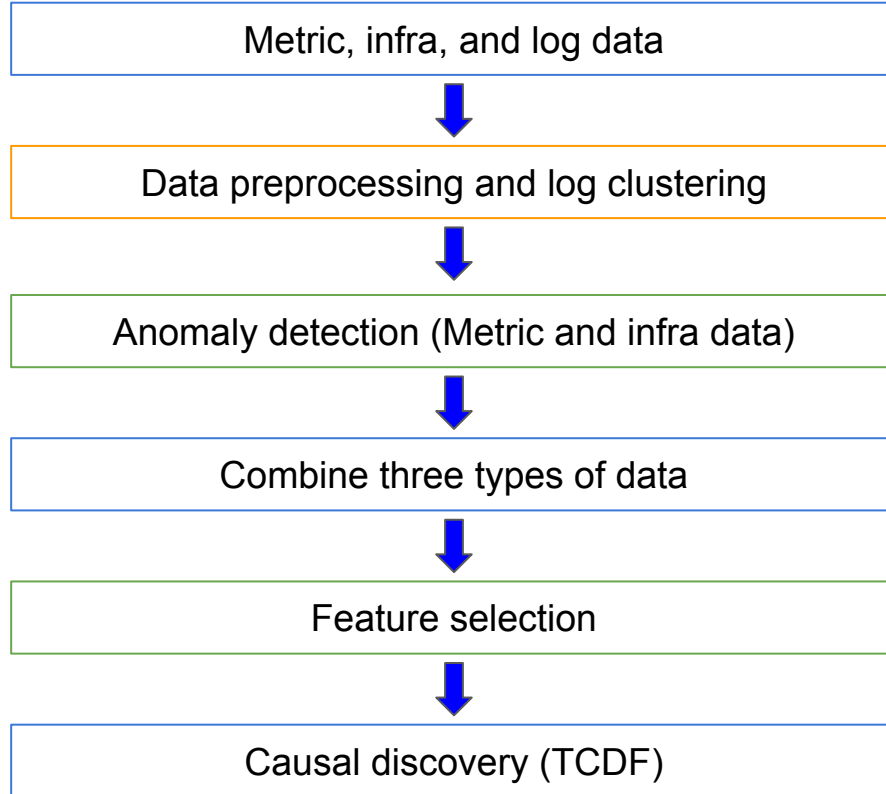 Metric, infra, and log data
Data preprocessing and log clustering
Anomaly detection (Metric and infra data)
Combine three types of data
Feature selection
Causal discovery (TCDF)